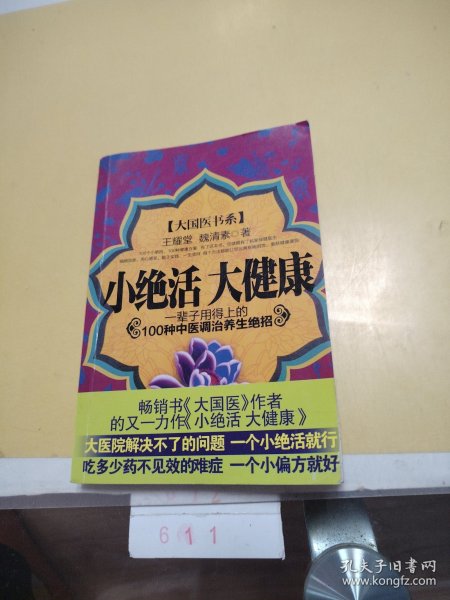 【大国医书系】
王耀堂 魏清素◎著
小绝活 大健康
一辈子用得上的
100种中医调治养生绝招
畅销书《大国医》作者
的又一力作《小绝活 大健康》
大医院解决不了的问题 一个小绝活就行
吃多少药不见效的难症 一个小偏方就好
611
孔夫子旧书网
www.kongfz.com